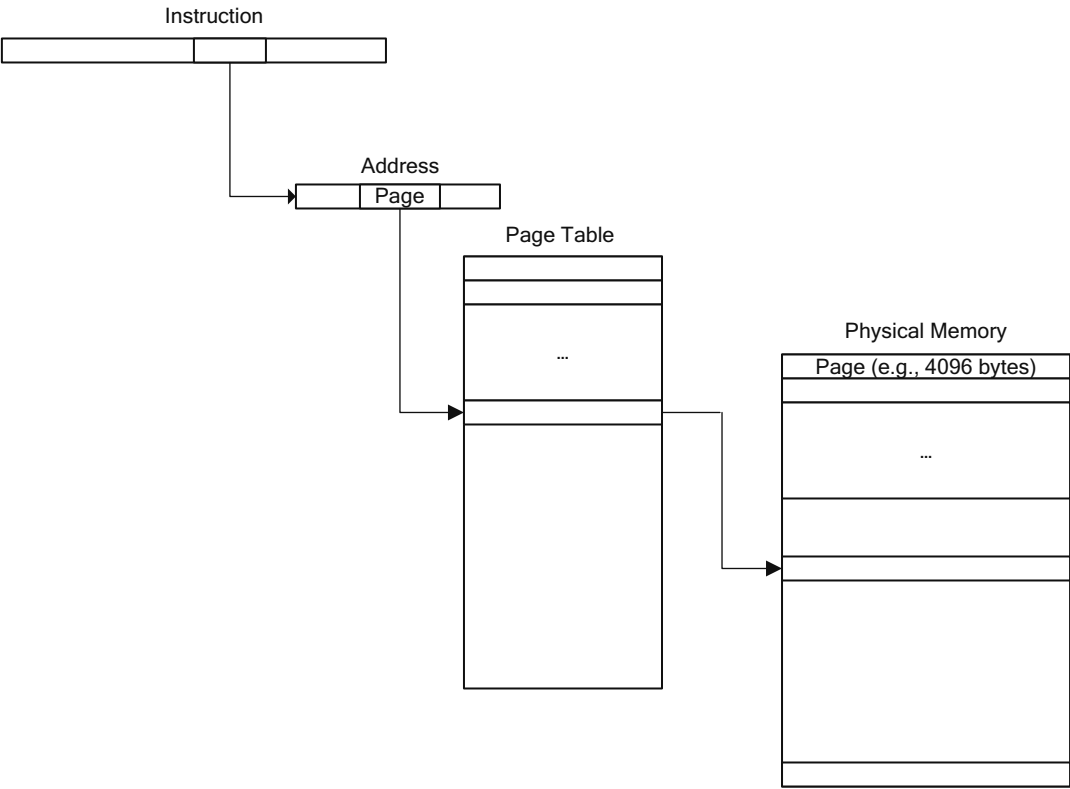 Instruction
Address
Page
Page Table
...
Physical Memory
Page (e.g., 4096 bytes)
...